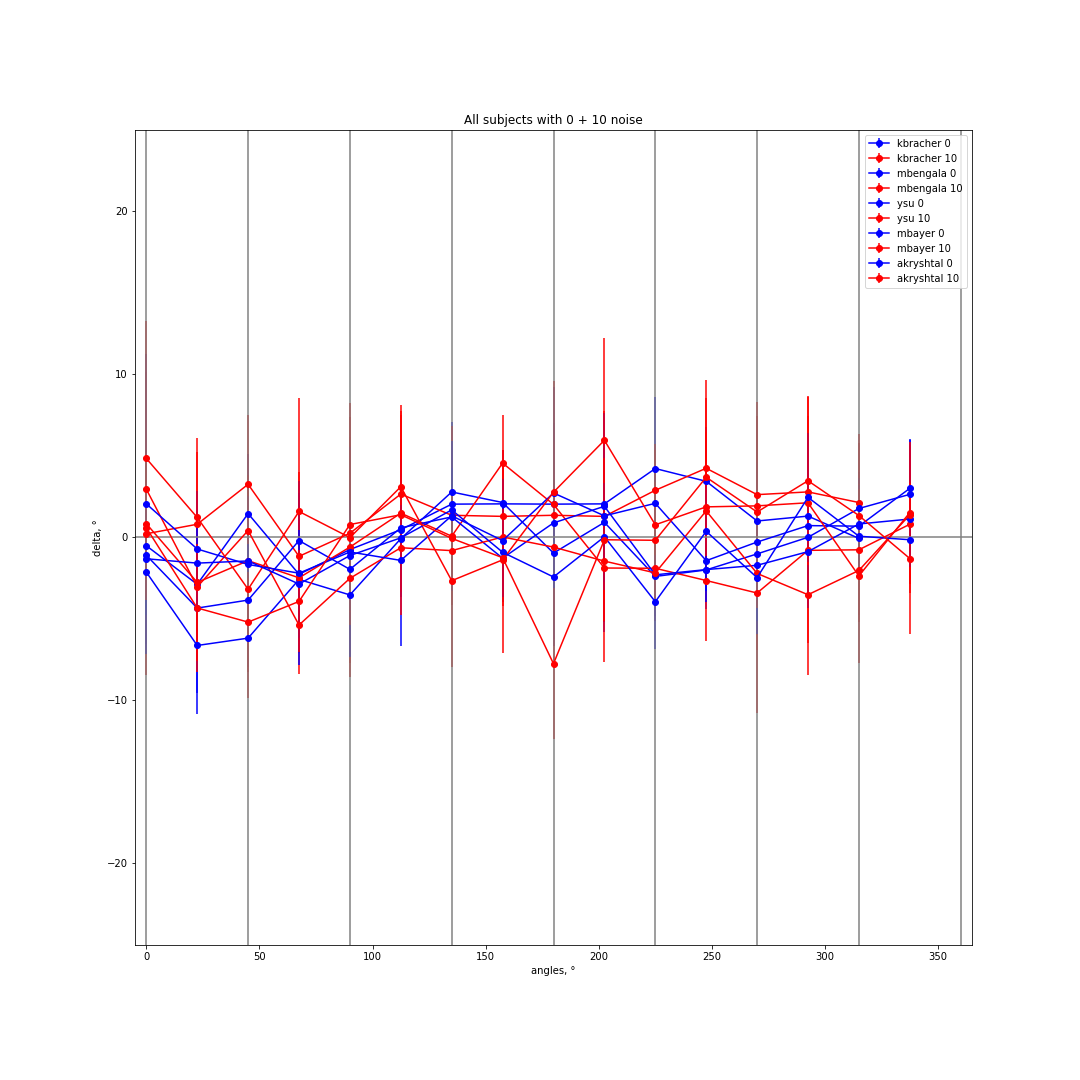 All subjects with 0 + 10 noise
kbracher 0
kbracher 10
mbengala 0
mbengala 10
ysu 0
ysu 10
mbayer 0
mbayer 10
akryshtal 0
akryshtal 10
20
10
0
−10
−20
delta, °
0 50 100 150 200 250 300 350
angles, °